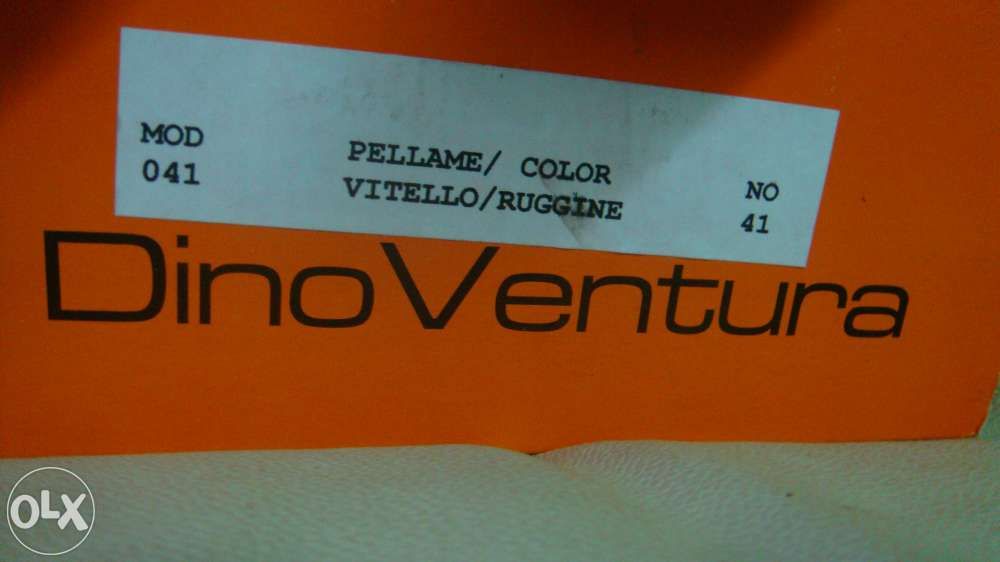 MOD
041
PELLAME/ COLOR
VITELLO/RUGGINE
NO
41
DinoVentura
OLX